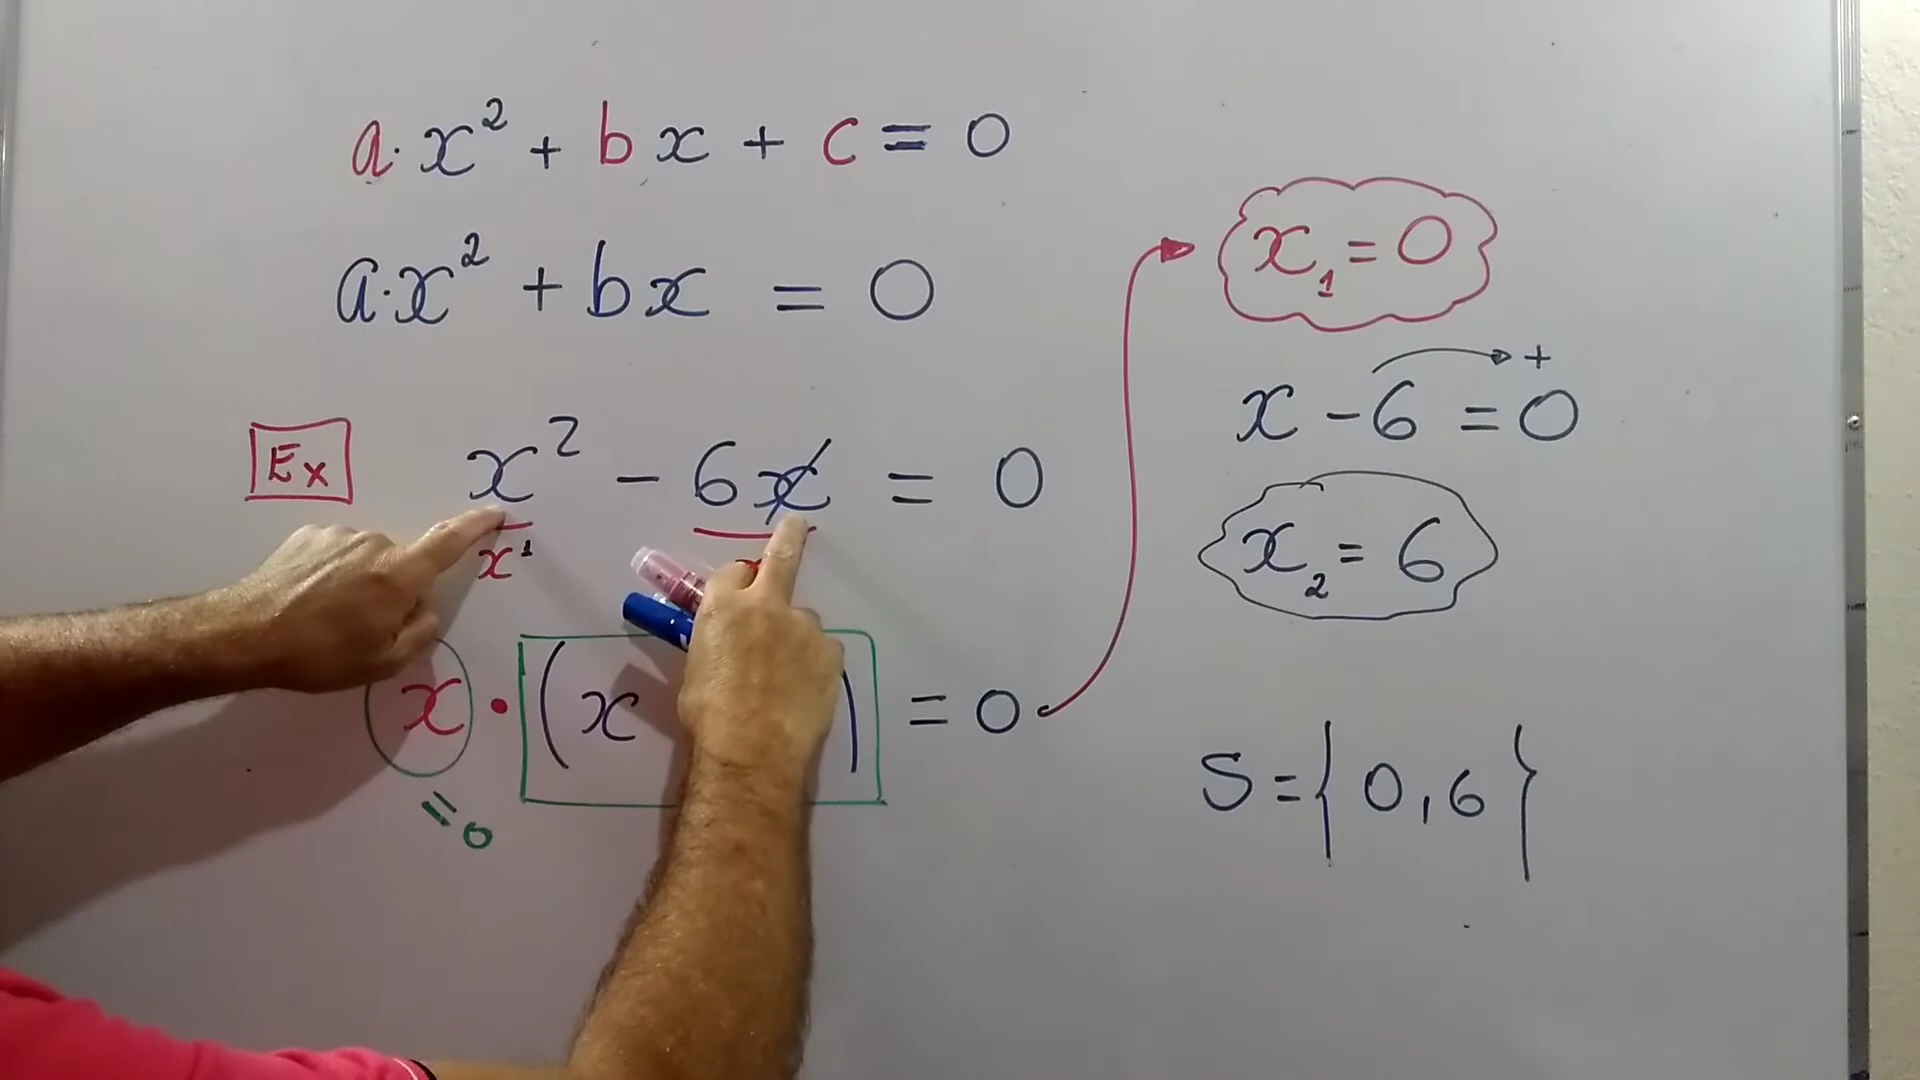 a·x² + bx + c = 0
a·x² + bx = 0
Ex x² - 6x = 0
x¹
x · (x ) = 0
= 0
x₁ = 0
+
x - 6 = 0
x₂ = 6
S = { 0, 6 }